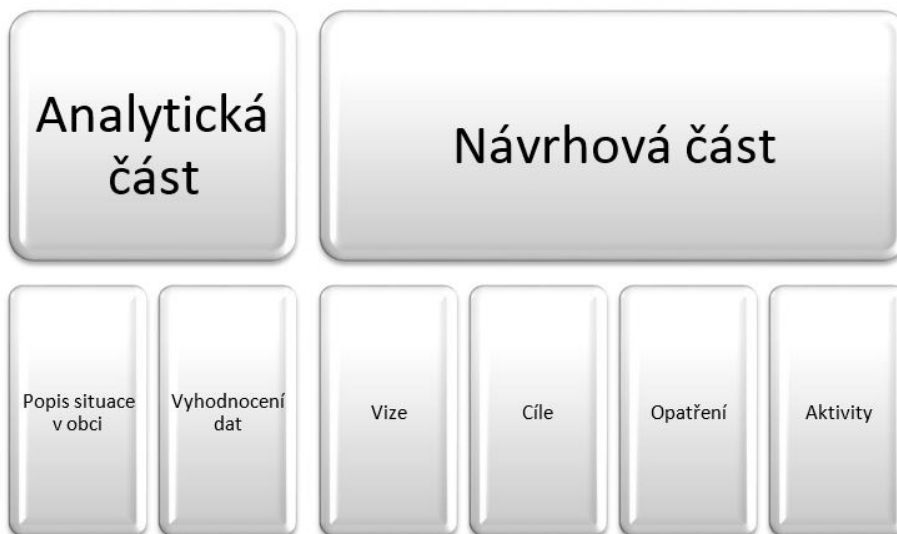 Analytická
část
Návrhová část
Popis situace
v obci
Vyhodnocení
dat
Vize
Cíle
Opatření
Aktivity